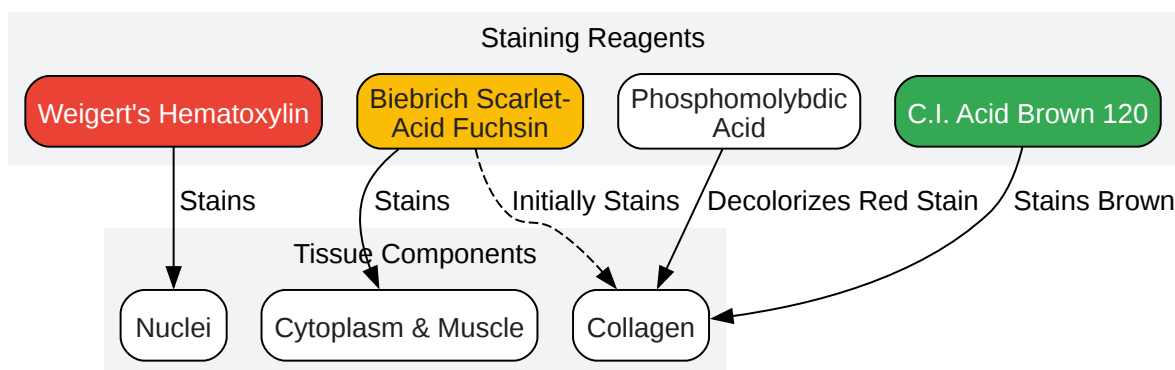 Staining Reagents
Weigert's Hematoxylin
Biebrich Scarlet-
Acid Fuchsin
Phosphomolybdic
Acid
C.I. Acid Brown 120
Stains
Stains
Initially Stains
Decolorizes Red Stain
Stains Brown
Tissue Components
Nuclei
Cytoplasm & Muscle
Collagen